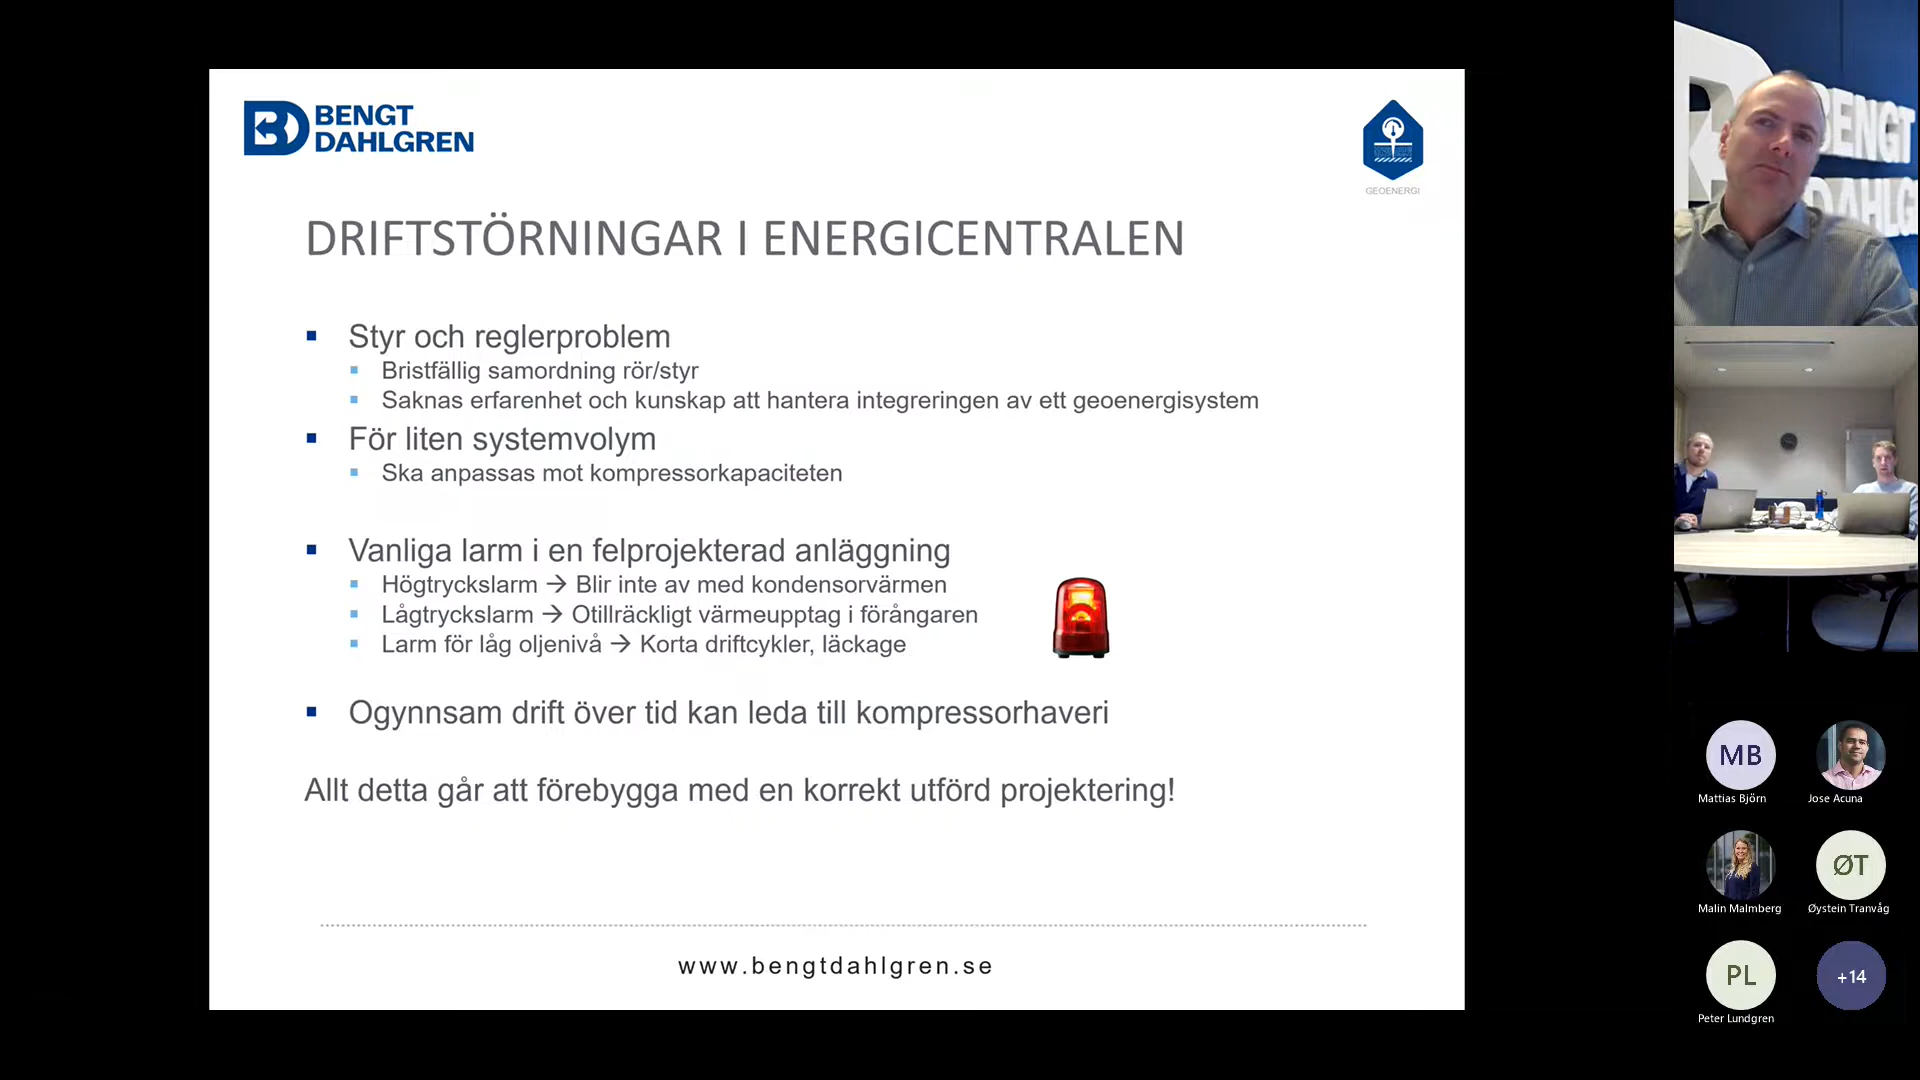 BENGT
DAHLGREN
GEOENERGI
DRIFTSTÖRNINGAR I ENERGICENTRALEN
Styr och reglerproblem
Bristfällig samordning rör/styr
Saknas erfarenhet och kunskap att hantera integreringen av ett geoenergisystem
För liten systemvolym
Ska anpassas mot kompressorkapaciteten
Vanliga larm i en felprojekterad anläggning
Högtryckslarm → Blir inte av med kondensorvärmen
Lågtryckslarm → Otillräckligt värmeupptag i förångaren
Larm för låg oljenivå → Korta driftcykler, läckage
Ogynnsam drift över tid kan leda till kompressorhaveri
Allt detta går att förebygga med en korrekt utförd projektering!
www.bengtdahlgren.se
BENGT
DAHLG
MB
Mattias Björn
Jose Acuna
Malin Malmberg
ØT
Øystein Tranvåg
PL
Peter Lundgren
+14